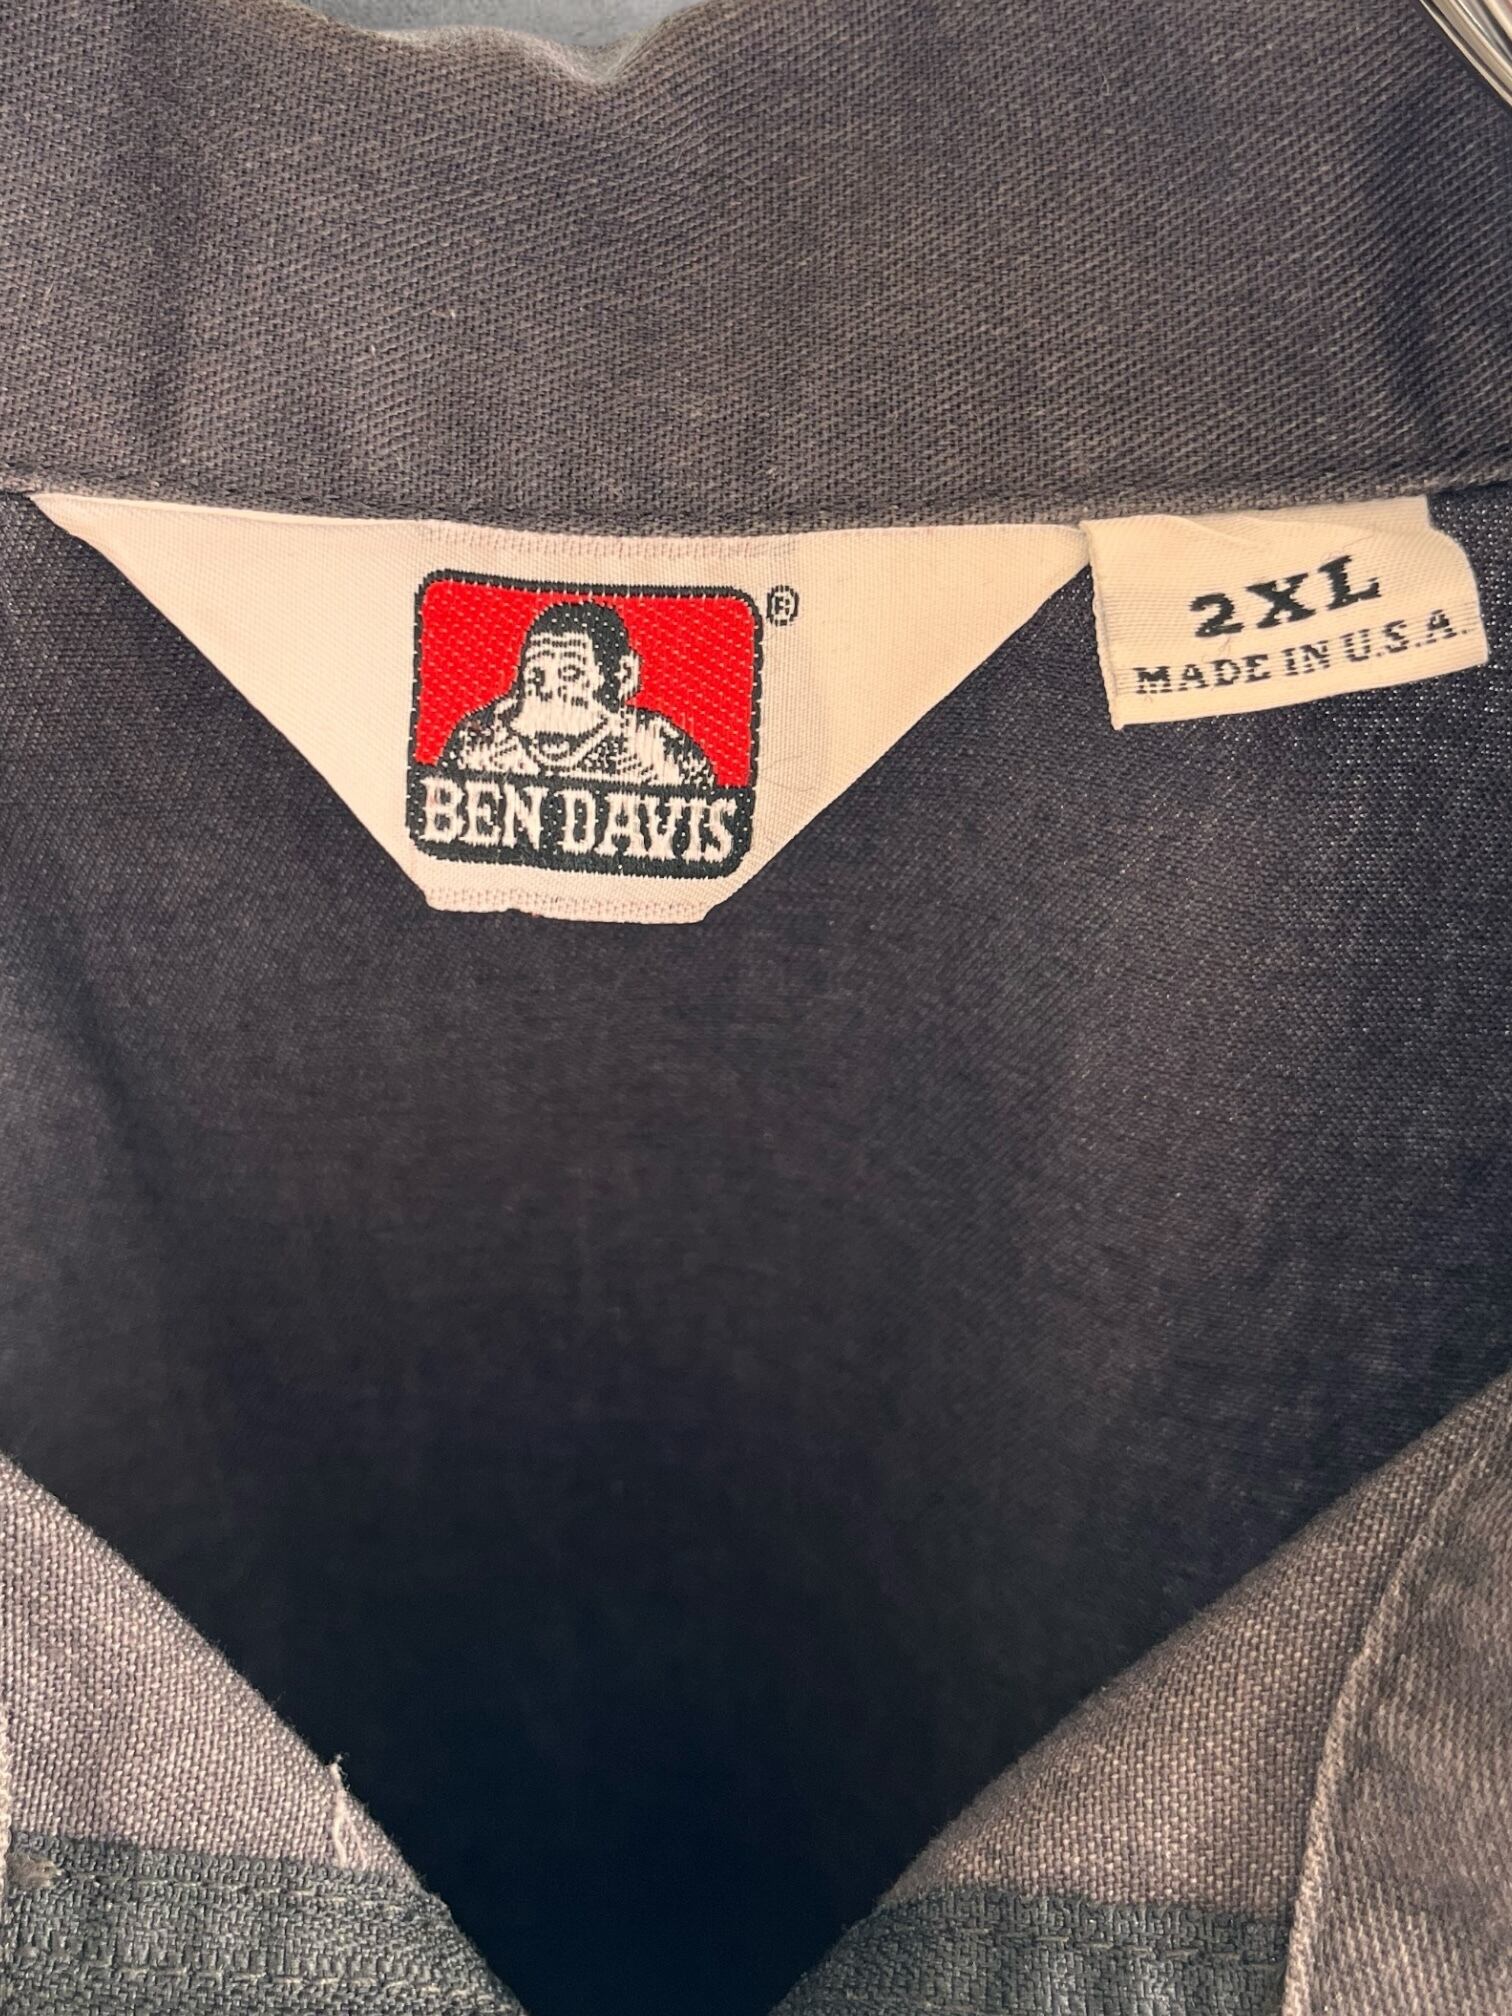 BEN DAVIS
®
2XL
MADE IN U.S.A.